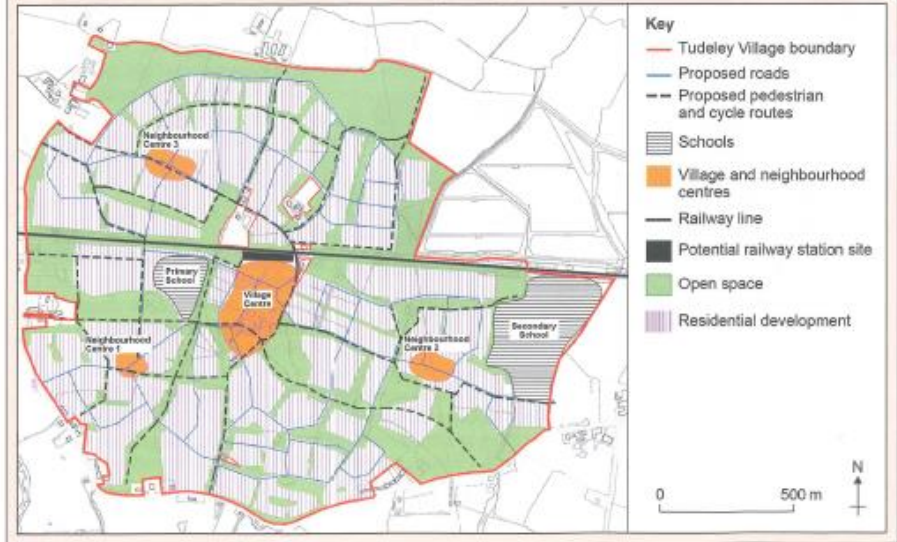 Neighbourhood
Centre 3
Primary
School
Village
Centre
Neighbourhood
Centre 1
Neighbourhood
Centre 2
Secondary
School
Key
Tudeley Village boundary
Proposed roads
Proposed pedestrian
and cycle routes
Schools
Village and neighbourhood
centres
Railway line
Potential railway station site
Open space
Residential development
0 500 m
N